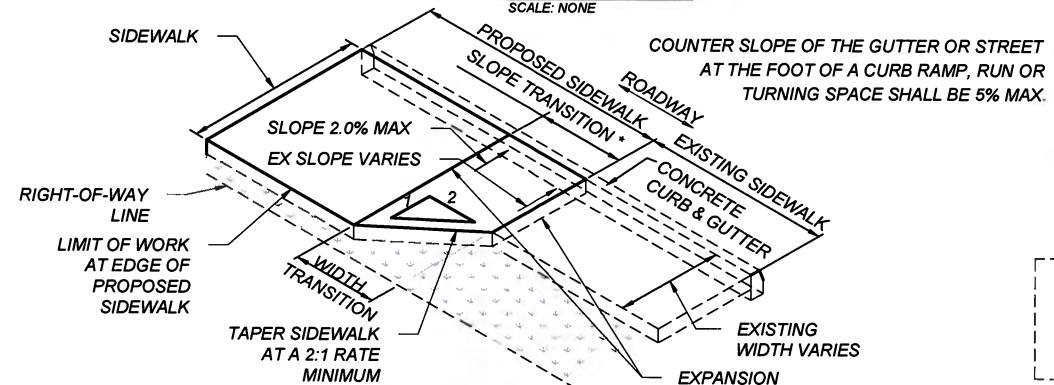 SCALE: NONE
SIDEWALK
PROPOSED SIDEWALK
SLOPE TRANSITION *
ROADWAY
COUNTER SLOPE OF THE GUTTER OR STREET
AT THE FOOT OF A CURB RAMP, RUN OR
TURNING SPACE SHALL BE 5% MAX.
SLOPE 2.0% MAX
EX SLOPE VARIES
EXISTING SIDEWALK
CONCRETE
CURB & GUTTER
1
2
RIGHT-OF-WAY
LINE
LIMIT OF WORK
AT EDGE OF
PROPOSED
SIDEWALK
WIDTH
TRANSITION
TAPER SIDEWALK
AT A 2:1 RATE
MINIMUM
EXISTING
WIDTH VARIES
EXPANSION